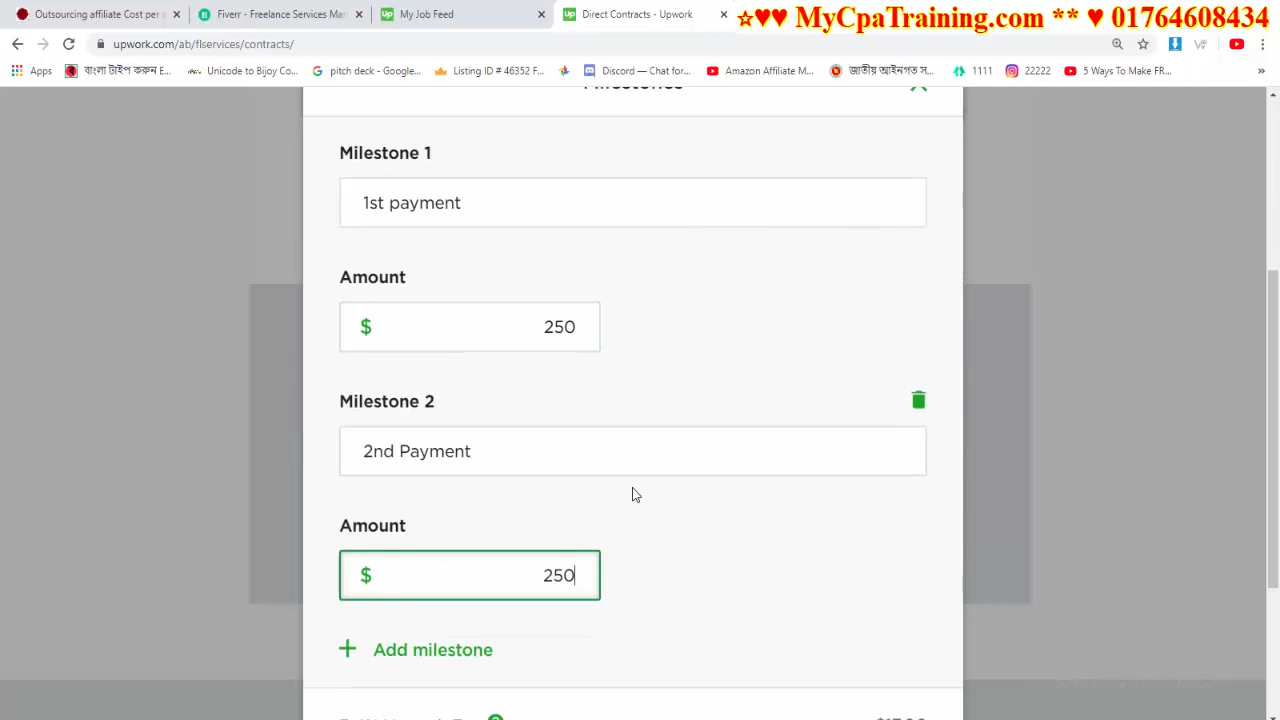 ☆♥♥ MyCpaTraining.com ** ♥ 01764608434
Outsourcing affiliate Cost per
Fiverr - Freelance Services Mar
My Job Feed
Direct Contracts - Upwork
upwork.com/ab/flservices/contracts/
Apps
বাংলা টাইপ করুন E...
Unicode to Bijoy Co...
pitch deck - Google...
Listing ID # 46352 F...
Discord — Chat for...
Amazon Affiliate M...
জাতীয় আইনগত স...
1111
22222
5 Ways To Make FR...
»
Milestones
Milestone 1
1st payment
Amount
$ 250
Milestone 2
2nd Payment
Amount
$ 250
+ Add milestone